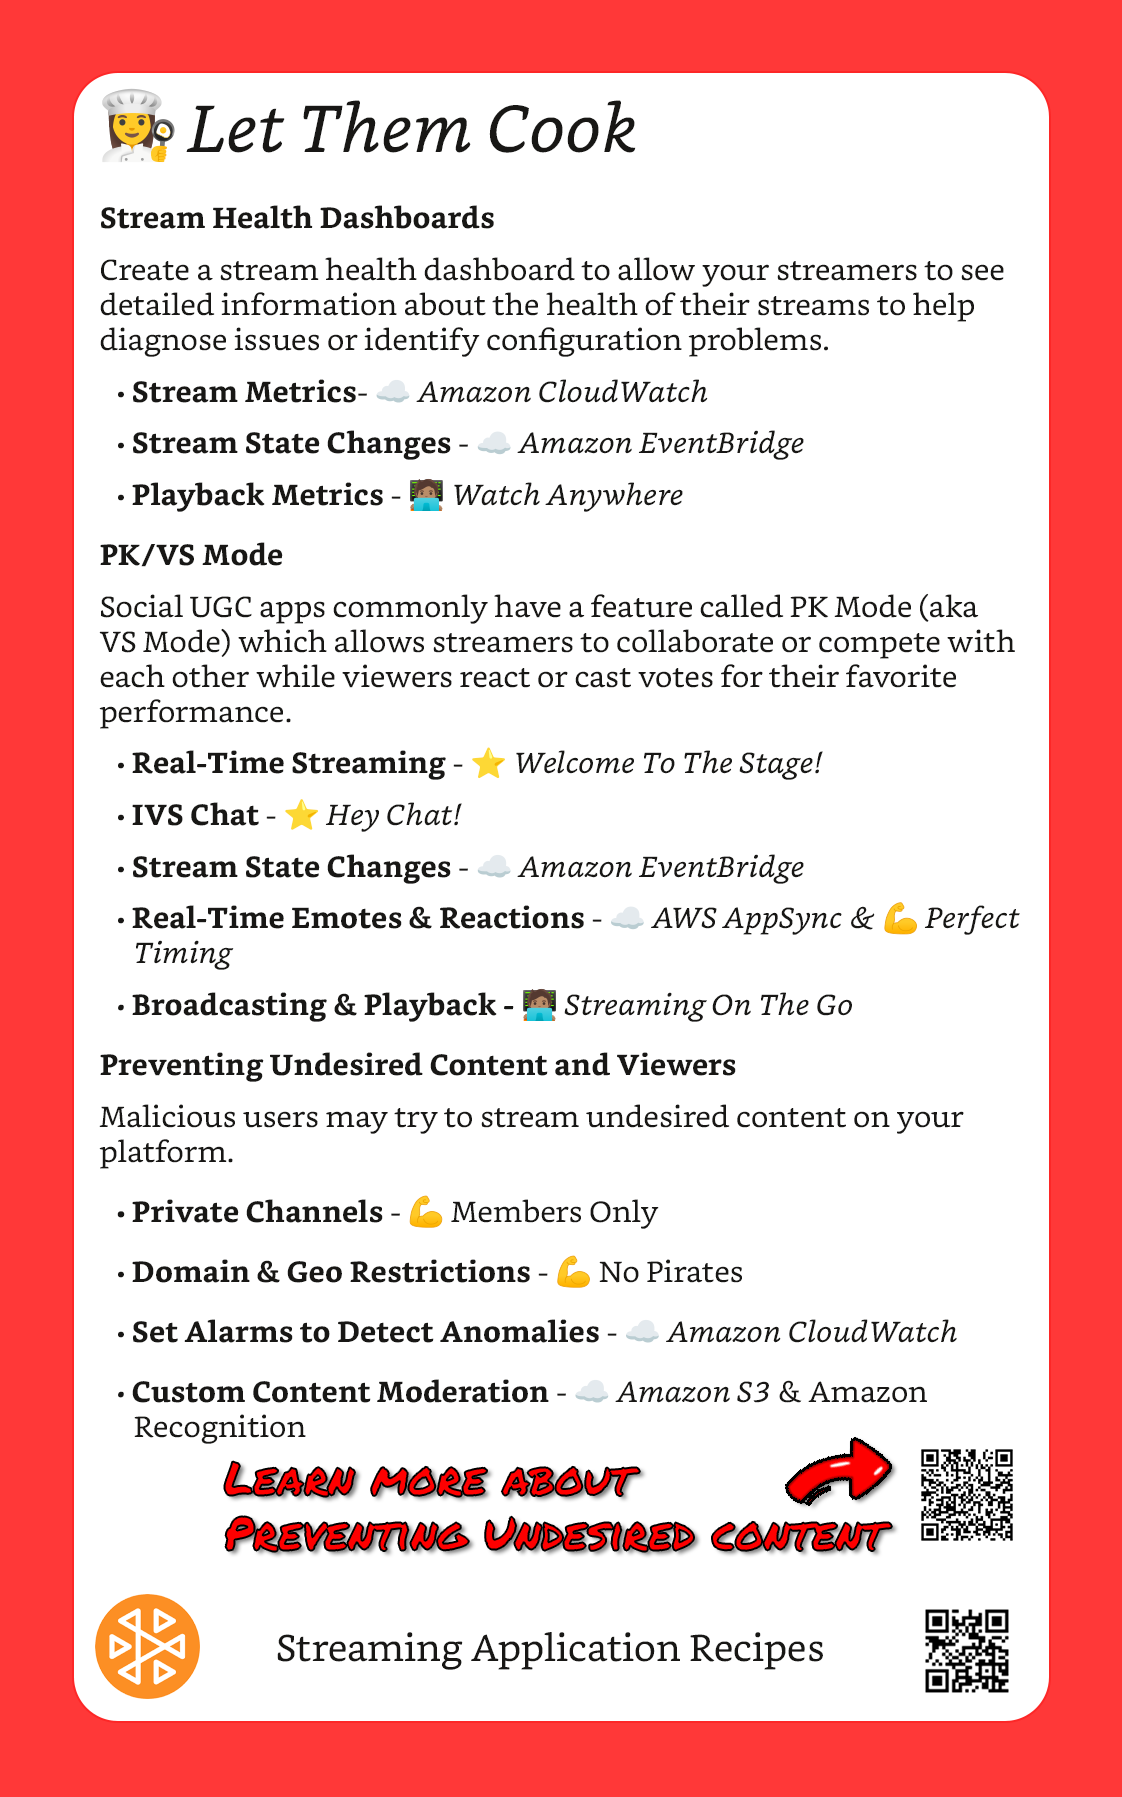 👩‍🍳 Let Them Cook
Stream Health Dashboards
Create a stream health dashboard to allow your streamers to see
detailed information about the health of their streams to help
diagnose issues or identify configuration problems.
• Stream Metrics- ☁️ Amazon CloudWatch
• Stream State Changes - ☁️ Amazon EventBridge
• Playback Metrics - 🧑🏽‍💻 Watch Anywhere
PK/VS Mode
Social UGC apps commonly have a feature called PK Mode (aka
VS Mode) which allows streamers to collaborate or compete with
each other while viewers react or cast votes for their favorite
performance.
• Real-Time Streaming - ⭐ Welcome To The Stage!
• IVS Chat - ⭐ Hey Chat!
• Stream State Changes - ☁️ Amazon EventBridge
• Real-Time Emotes & Reactions - ☁️ AWS AppSync & 💪 Perfect
Timing
• Broadcasting & Playback - 🧑🏽‍💻 Streaming On The Go
Preventing Undesired Content and Viewers
Malicious users may try to stream undesired content on your
platform.
• Private Channels - 💪 Members Only
• Domain & Geo Restrictions - 💪 No Pirates
• Set Alarms to Detect Anomalies - ☁️ Amazon CloudWatch
• Custom Content Moderation - ☁️ Amazon S3 & Amazon
Recognition
Learn more about
Preventing Undesired content
Streaming Application Recipes